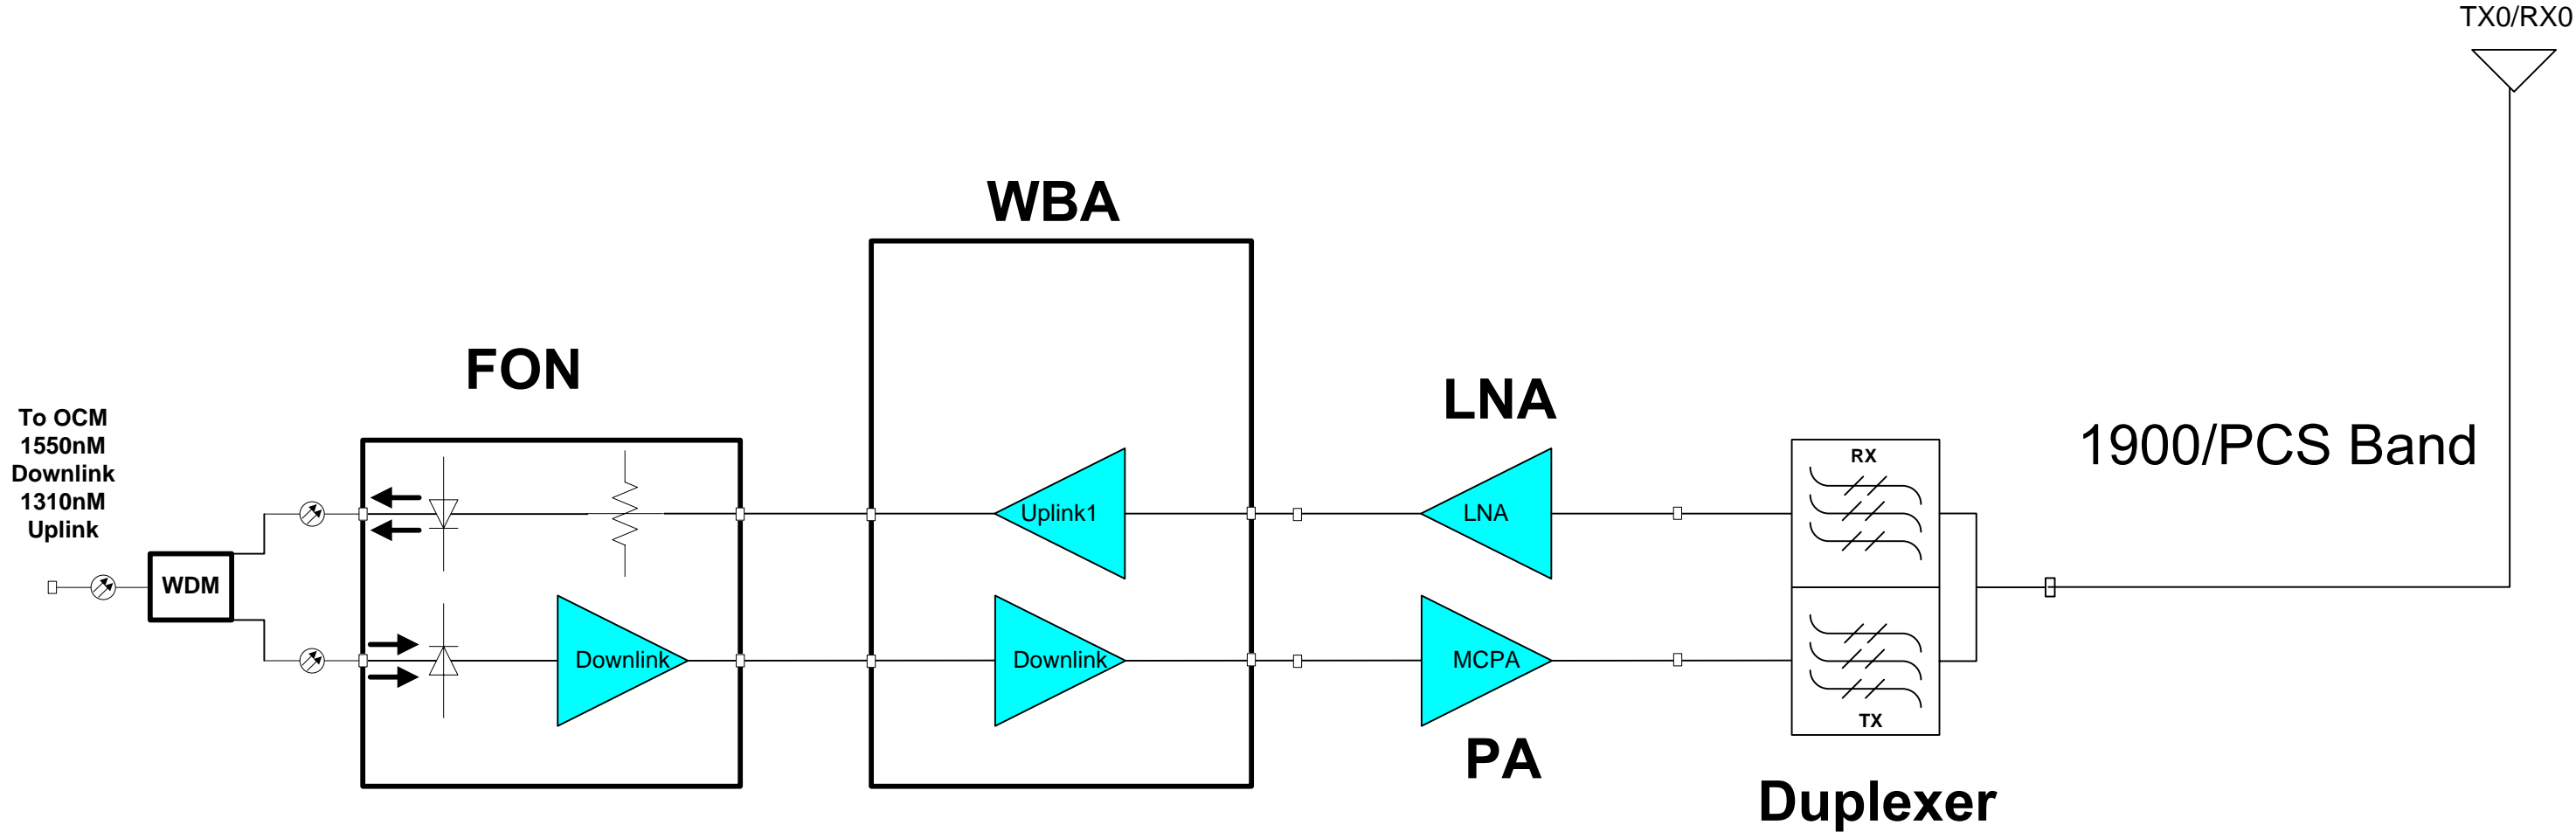 TX0/RX0
WBA
FON
LNA
To OCM
1550nM
Downlink
1310nM
Uplink
1900/PCS Band
RX
Uplink1
LNA
WDM
Downlink
Downlink
MCPA
TX
PA
Duplexer